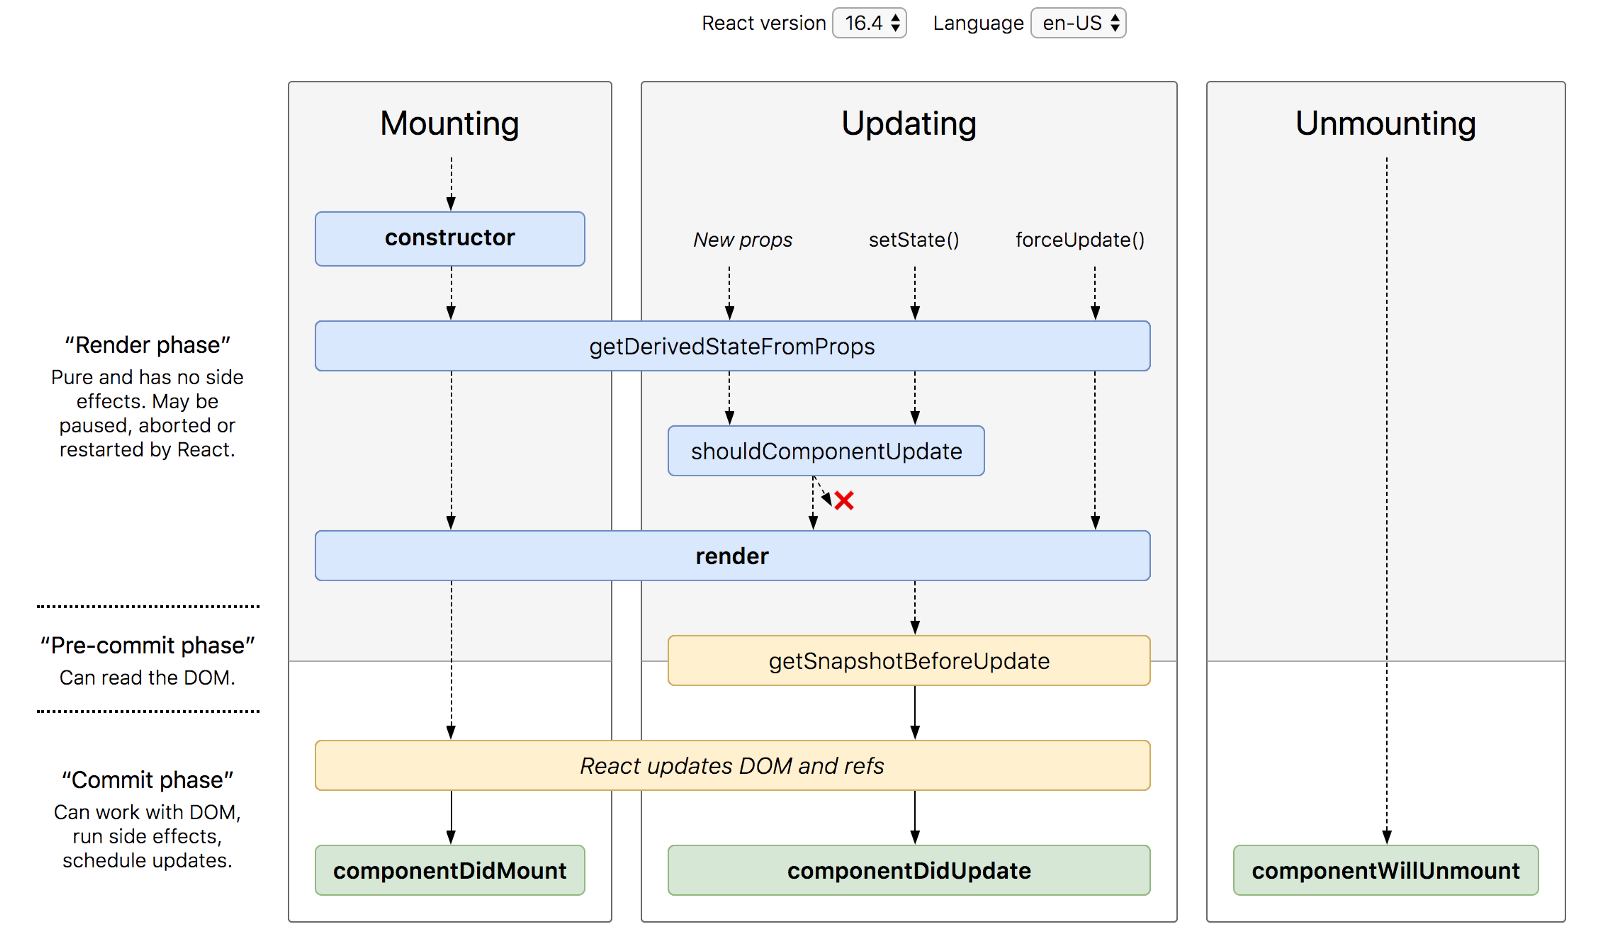 React version 16.4 Language en-US
Mounting
Updating
Unmounting
constructor
New props
setState()
forceUpdate()
“Render phase”
Pure and has no side
effects. May be
paused, aborted or
restarted by React.
getDerivedStateFromProps
shouldComponentUpdate
render
“Pre-commit phase”
Can read the DOM.
getSnapshotBeforeUpdate
React updates DOM and refs
“Commit phase”
Can work with DOM,
run side effects,
schedule updates.
componentDidMount
componentDidUpdate
componentWillUnmount